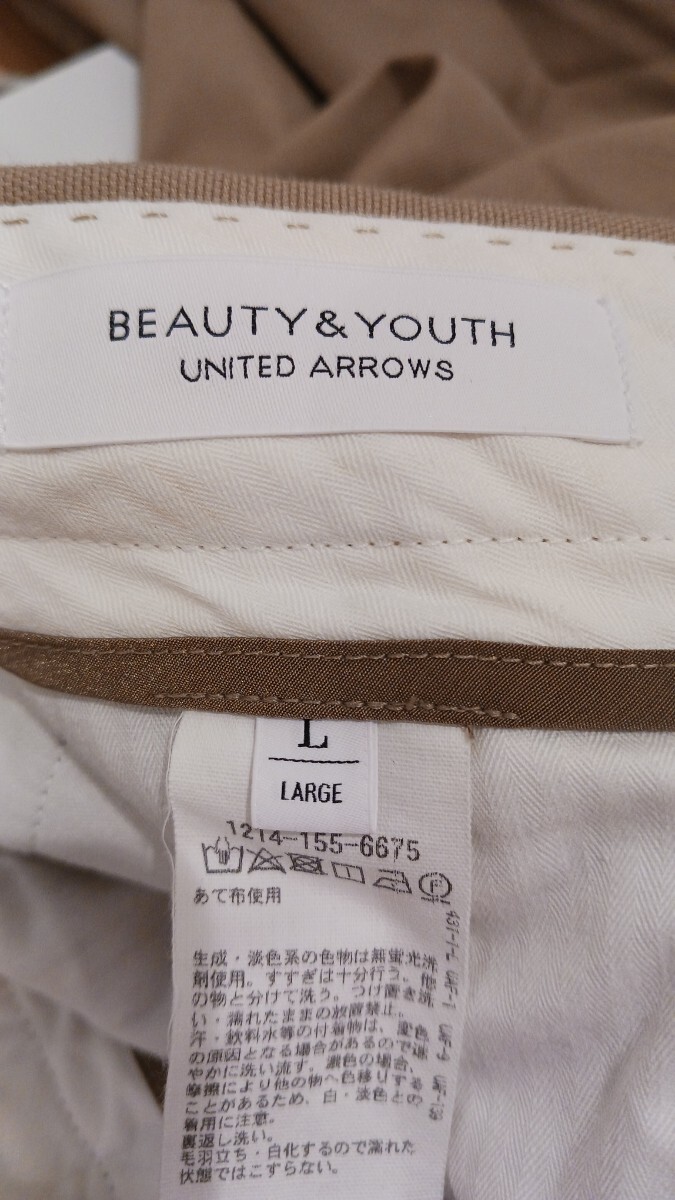 BEAUTY&YOUTH
UNITED ARROWS
L
LARGE
1214-155-6675
あて布使用
生成・淡色系の色物は無蛍光洗
剤使用。すすぎは十分行う。他
の物と分けて洗う。つけ置き洗
い・濡れたままの放置禁止。
汗・飲料水等の付着物は、変色
の原因となる場合があるので速
やかに洗い流す。濃色の場合、
摩擦により他の物へ色移りする
ことがあるため、白・淡色との
着用に注意。
裏返し洗い。
毛羽立ち・白化するので濡れた
状態ではこすらない。